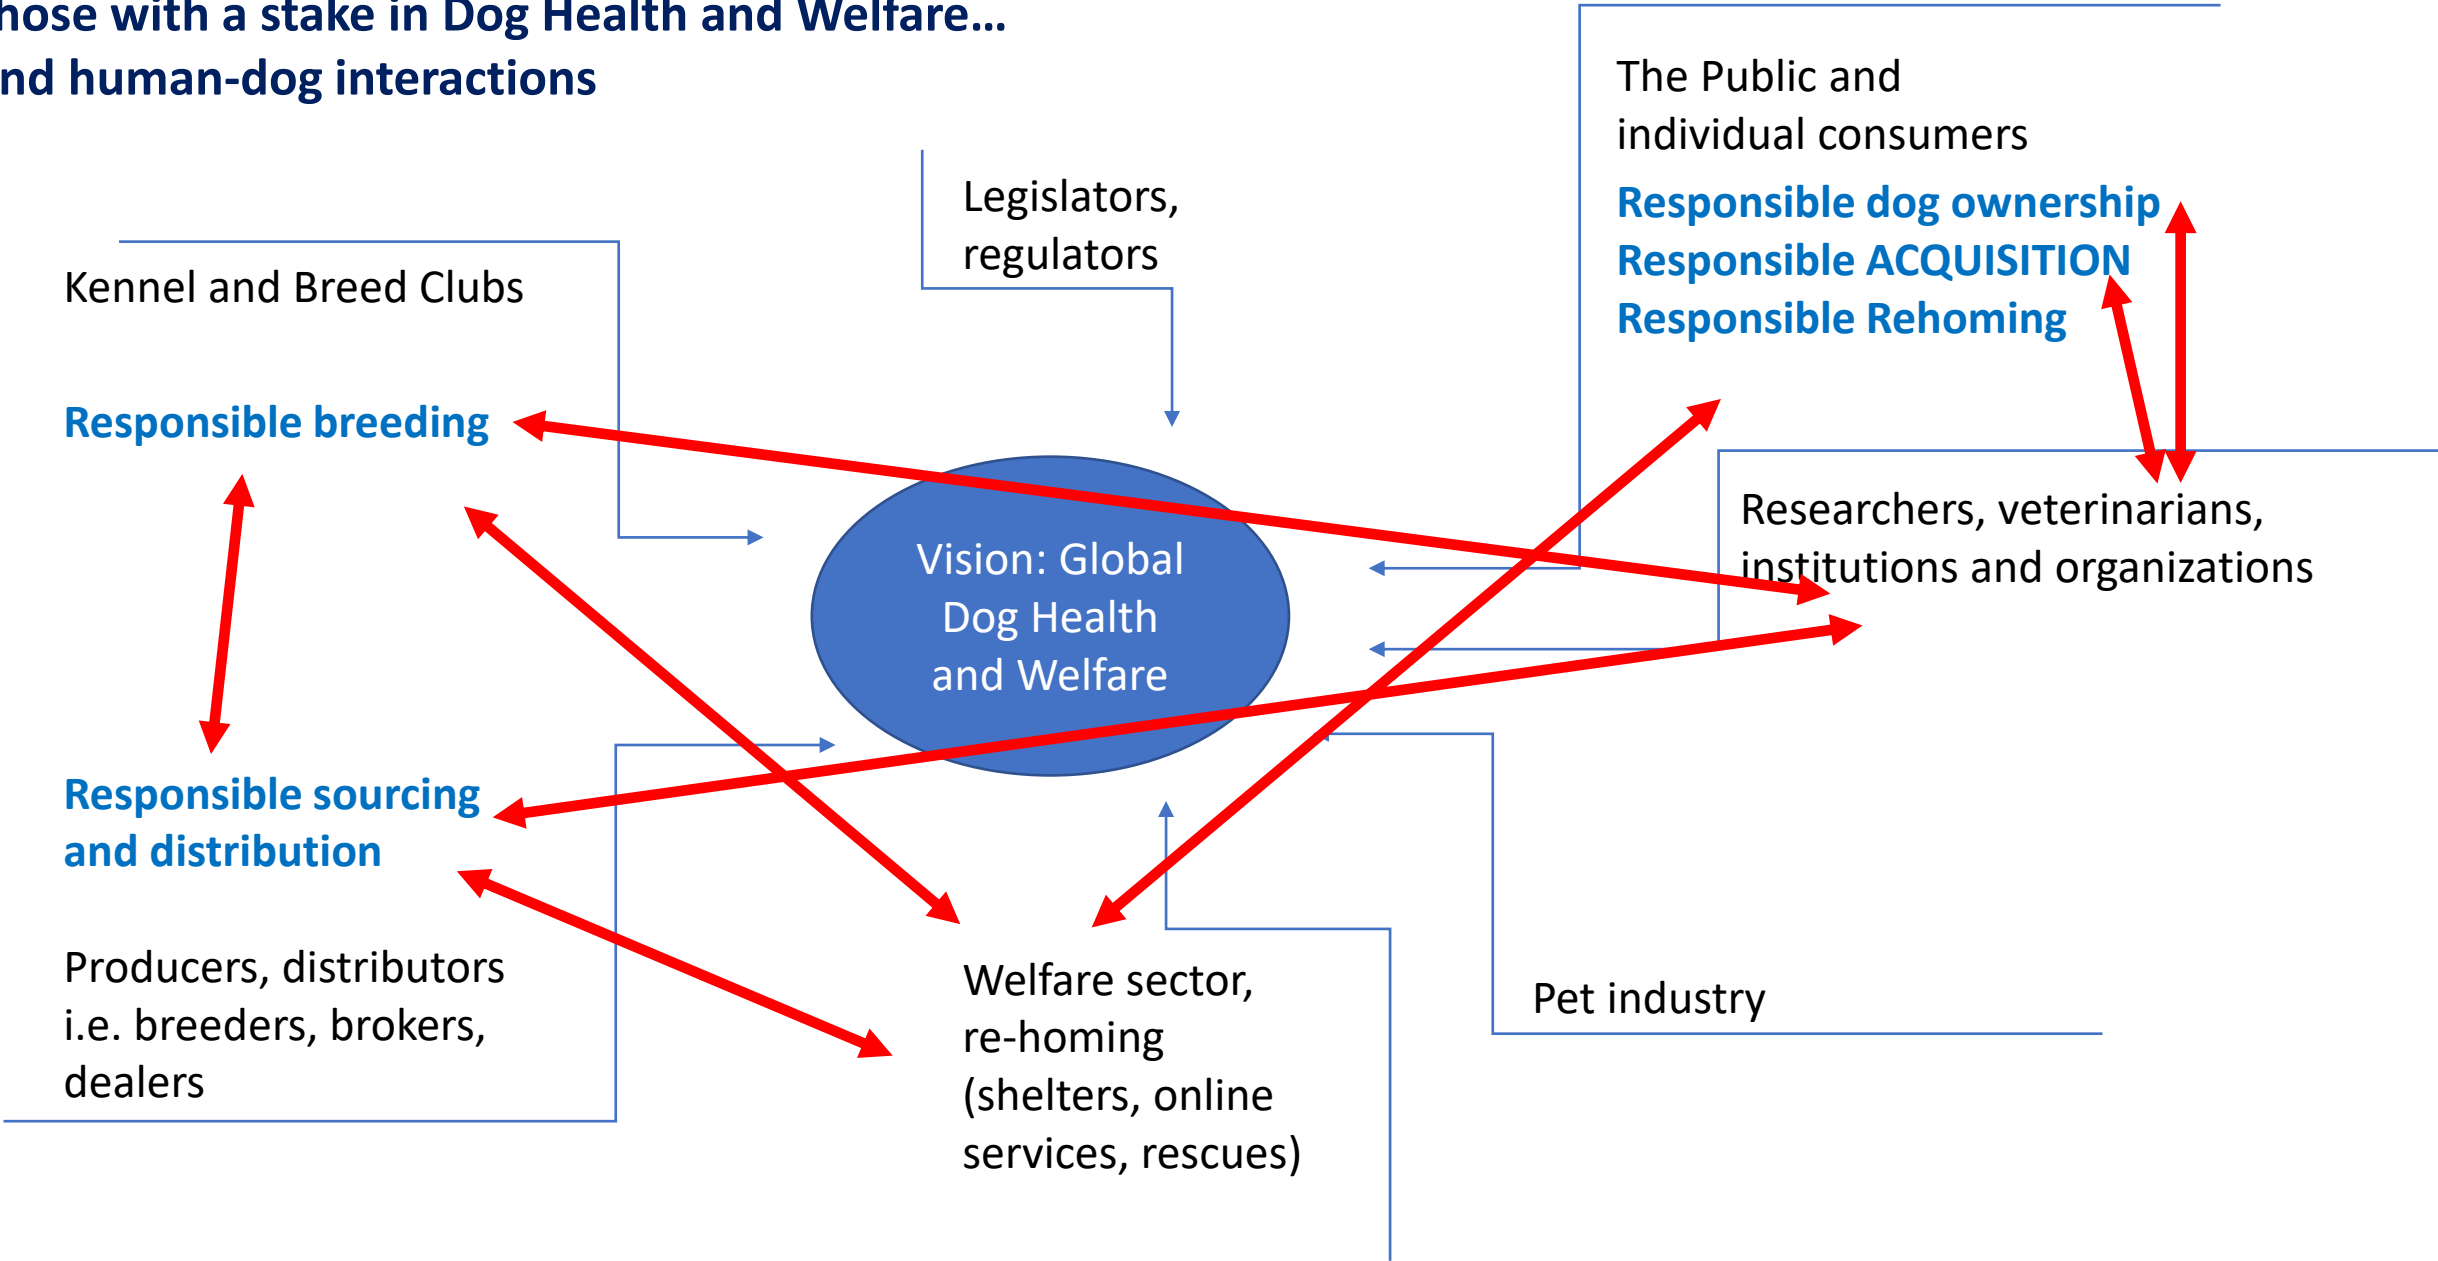 hose with a stake in Dog Health and Welfare…
nd human-dog interactions
The Public and
individual consumers
Responsible dog ownership
Responsible ACQUISITION
Responsible Rehoming
Legislators,
regulators
Kennel and Breed Clubs
Responsible breeding
Researchers, veterinarians,
institutions and organizations
Vision: Global
Dog Health
and Welfare
Responsible sourcing
and distribution
Producers, distributors
i.e. breeders, brokers,
dealers
Welfare sector,
re-homing
(shelters, online
services, rescues)
Pet industry